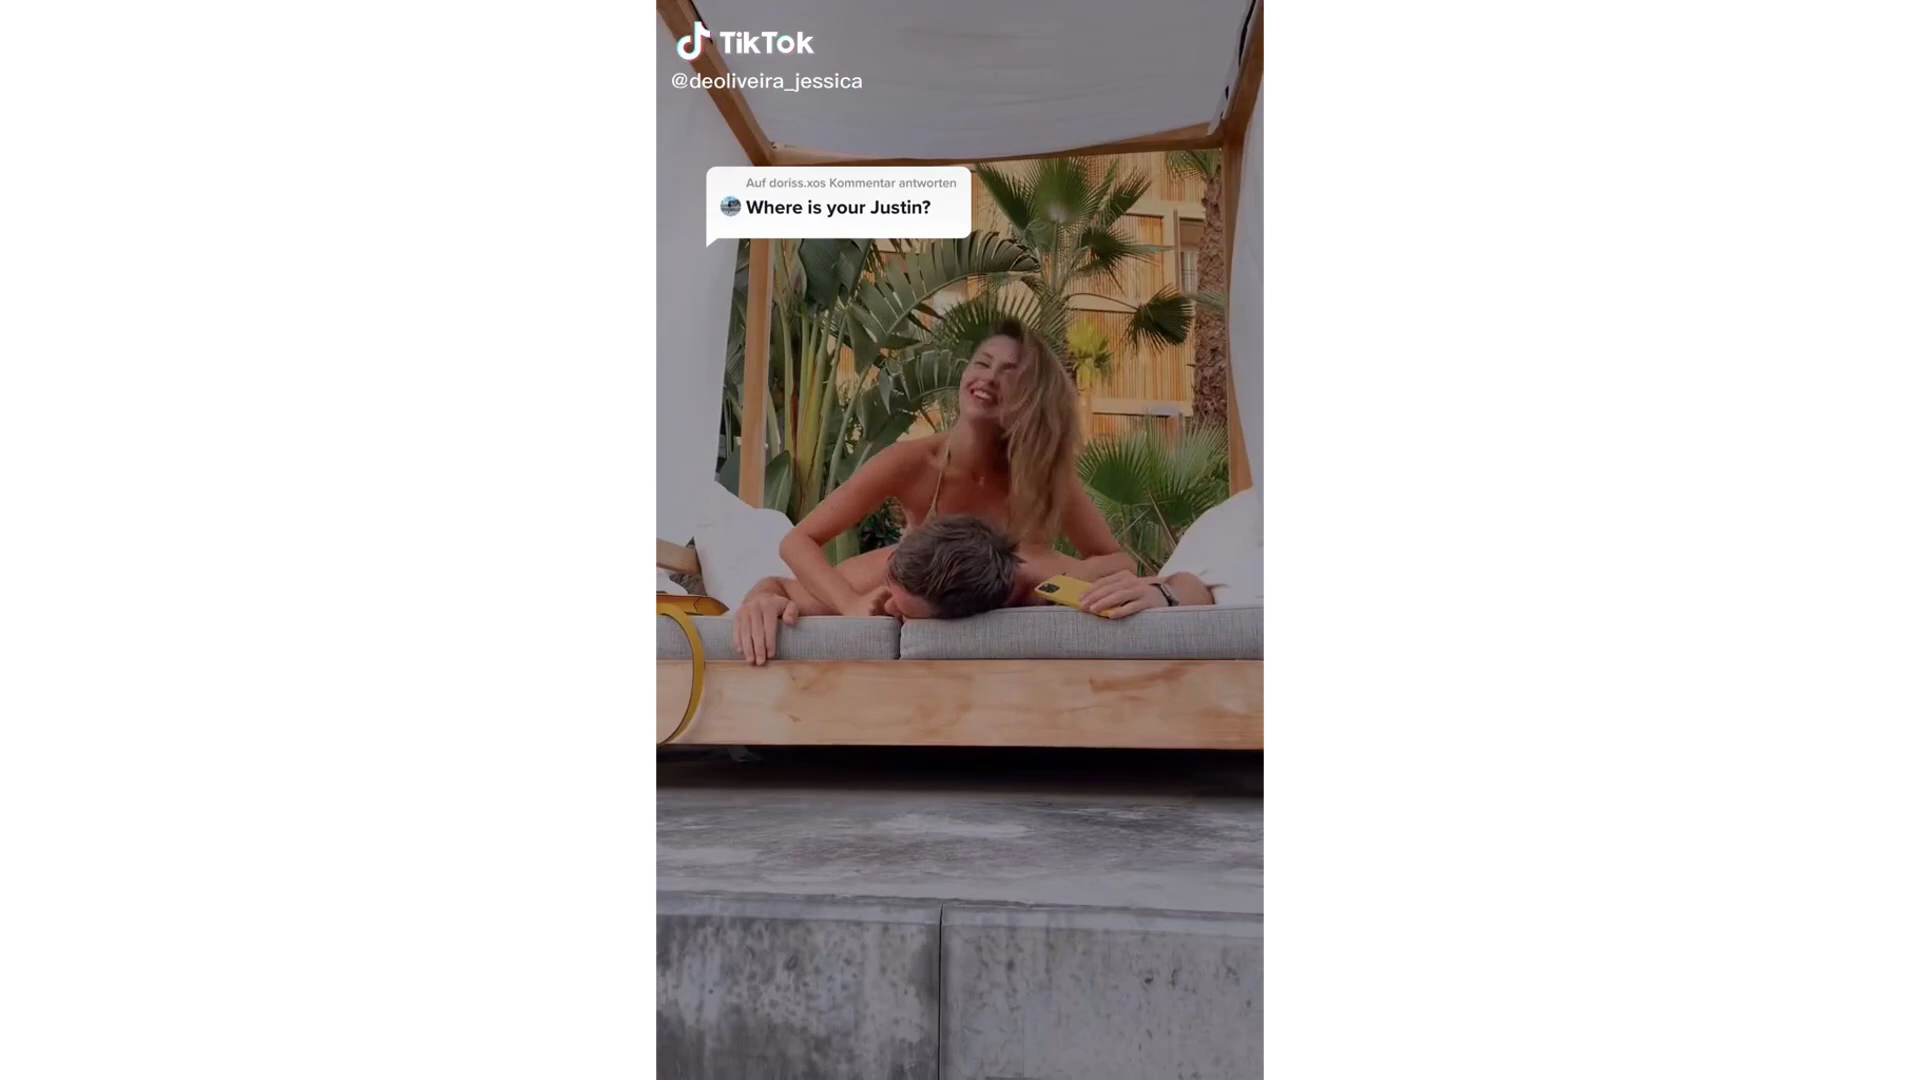 TikTok
@deoliveira_jessica
Auf doriss.xos Kommentar antworten
Where is your Justin?